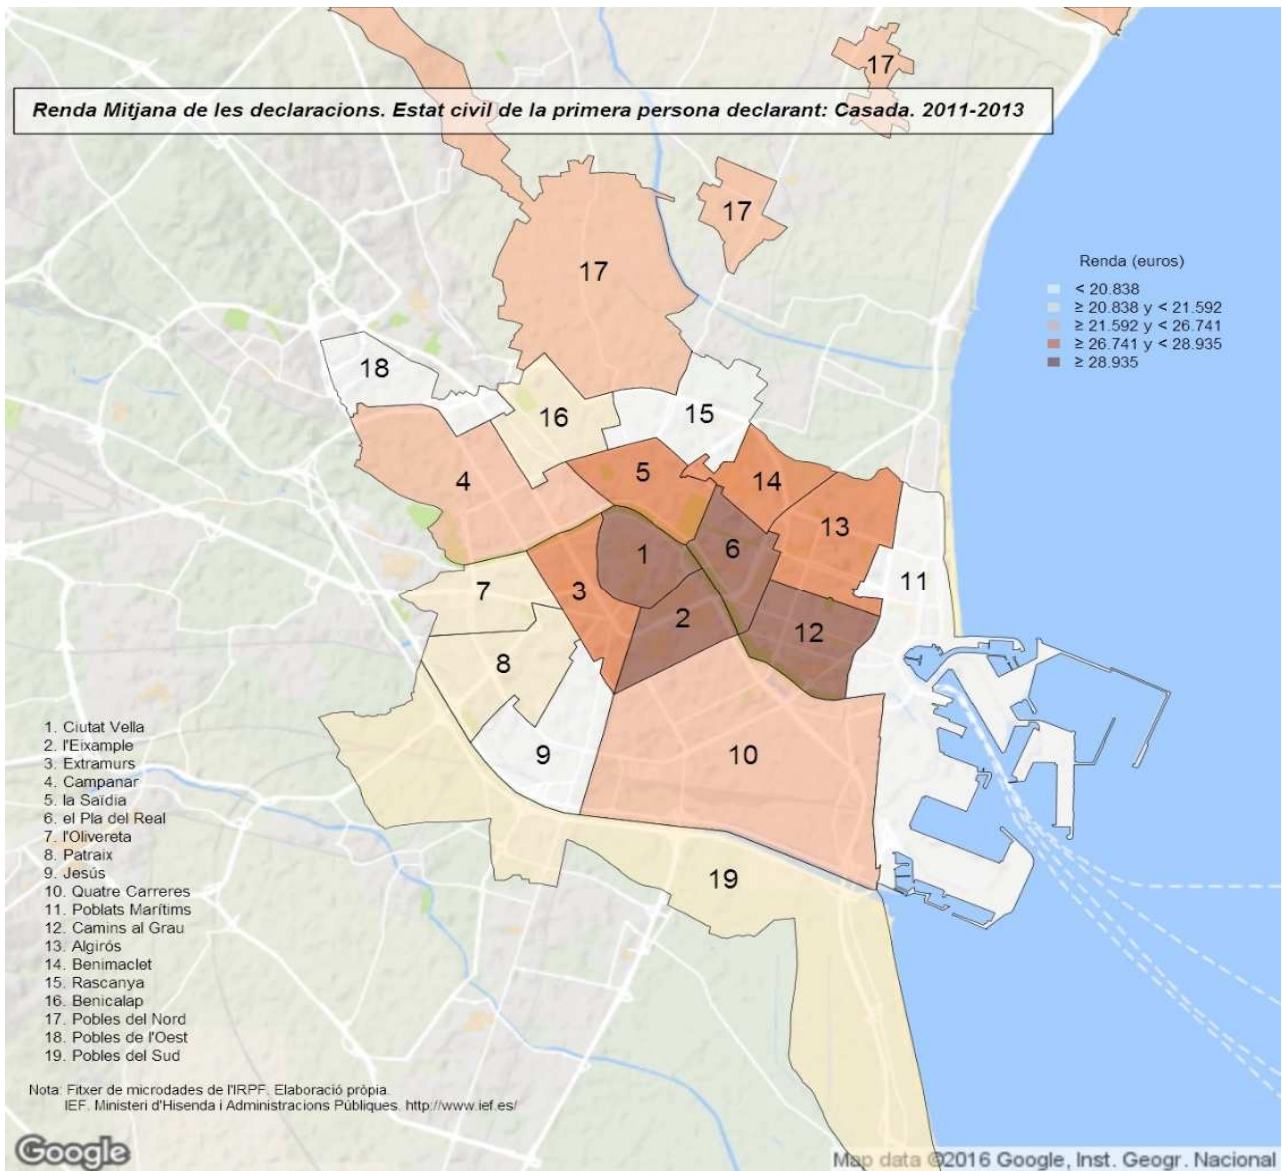 Renda Mitjana de les declaracions. Estat civil de la primera persona declarant: Casada. 2011-2013
17
17
17
Renda (euros)
< 20.838
≥ 20.838 y < 21.592
≥ 21.592 y < 26.741
≥ 26.741 y < 28.935
≥ 28.935
18
16
15
4
5
14
13
1
6
11
7
3
2
12
8
9
10
19
1. Ciutat Vella
2. l'Eixample
3. Extramurs
4. Campanar
5. la Saïdia
6. el Pla del Real
7. l'Olivereta
8. Patraix
9. Jesús
10. Quatre Carreres
11. Poblats Marítims
12. Camins al Grau
13. Algirós
14. Benimaclet
15. Rascanya
16. Benicalap
17. Pobles del Nord
18. Pobles de l'Oest
19. Pobles del Sud
Nota: Fitxer de microdades de l'IRPF. Elaboració pròpia.
IEF. Ministeri d'Hisenda i Administracions Públiques. http://www.ief.es/
Google
Map data ©2016 Google, Inst. Geogr. Nacional